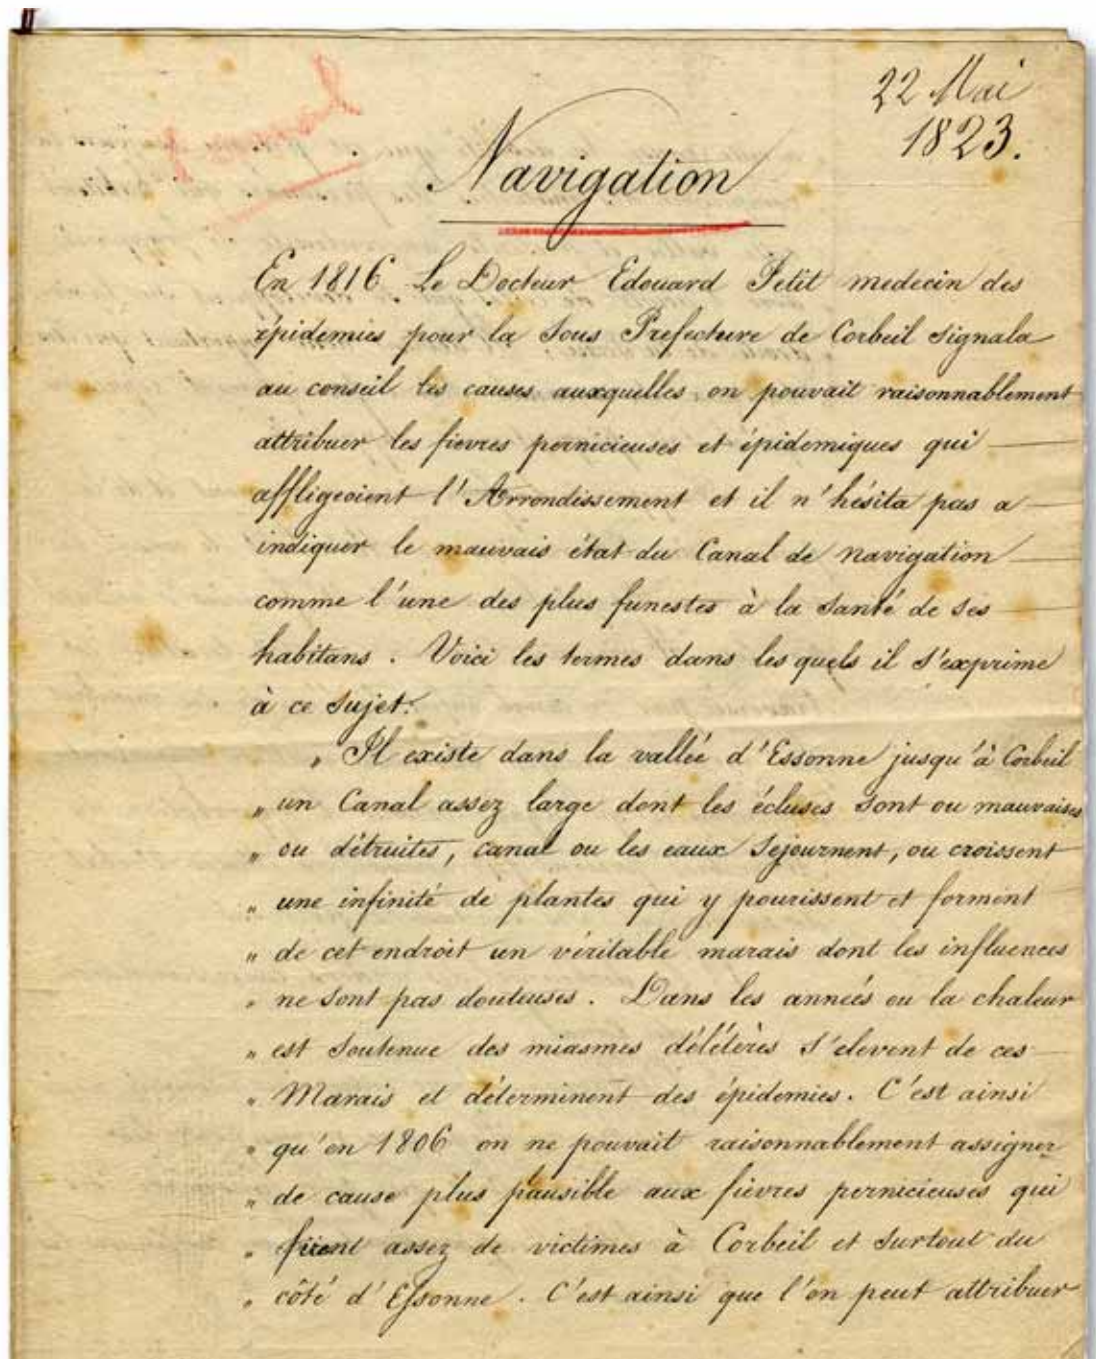 22 Mai
1823.
Navigation
En 1816 Le Docteur Edouard Petit medecin des
épidemies pour la Sous Prefecture de Corbeil Signala
au conseil les causes auxquelles on pouvait raisonnablement
attribuer les fievres pernicieuses et épidemiques qui
affligeoient l'Arrondissement et il n'hésita pas a
indiquer le mauvais état du Canal de navigation
comme l'une des plus funestes à la Santé de Ses
habitans. Voici les termes dans les quels il S'exprime
à ce Sujet:
" Il existe dans la vallée d'Essonne jusqu'à Corbeil
" un Canal assez large dont les écluses Sont ou mauvaises
" ou détruites, canal ou les eaux Sejournent, ou croissent
" une infinité de plantes qui y pourissent et forment
" de cet endroit un véritable marais dont les influences
" ne Sont pas douteuses. Dans les années ou la chaleur
" est Soutenue des miasmes délétères S'elevent de ces
" Marais et déterminent des épidemies. C'est ainsi
" qu'en 1806 on ne pouvait raisonnablement assigner
" de cause plus plausible aux fievres pernicieuses qui
" firent assez de victimes à Corbeil et Surtout du
" côté d'Essonne. C'est ainsi que l'on peut attribuer